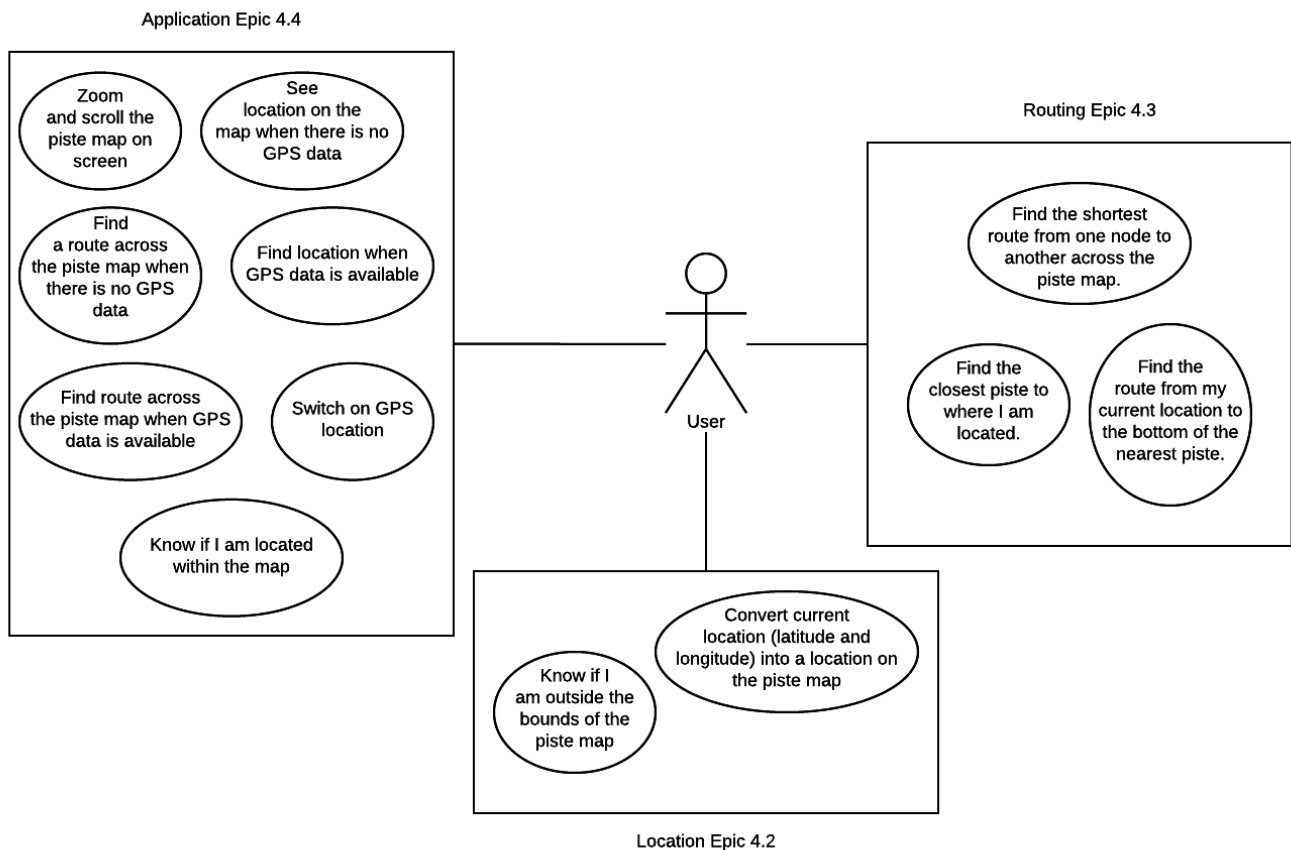 Application Epic 4.4
Zoom
and scroll the
piste map on
screen
See
location on the
map when there is no
GPS data
Find
a route across
the piste map when
there is no GPS
data
Find location when
GPS data is available
Find route across
the piste map when GPS
data is available
Switch on GPS
location
Know if I am located
within the map
User
Routing Epic 4.3
Find the shortest
route from one node to
another across the
piste map.
Find the
closest piste to
where I am
located.
Find the
route from my
current location to
the bottom of the
nearest piste.
Convert current
location (latitude and
longitude) into a location on
the piste map
Know if I
am outside the
bounds of the
piste map
Location Epic 4.2